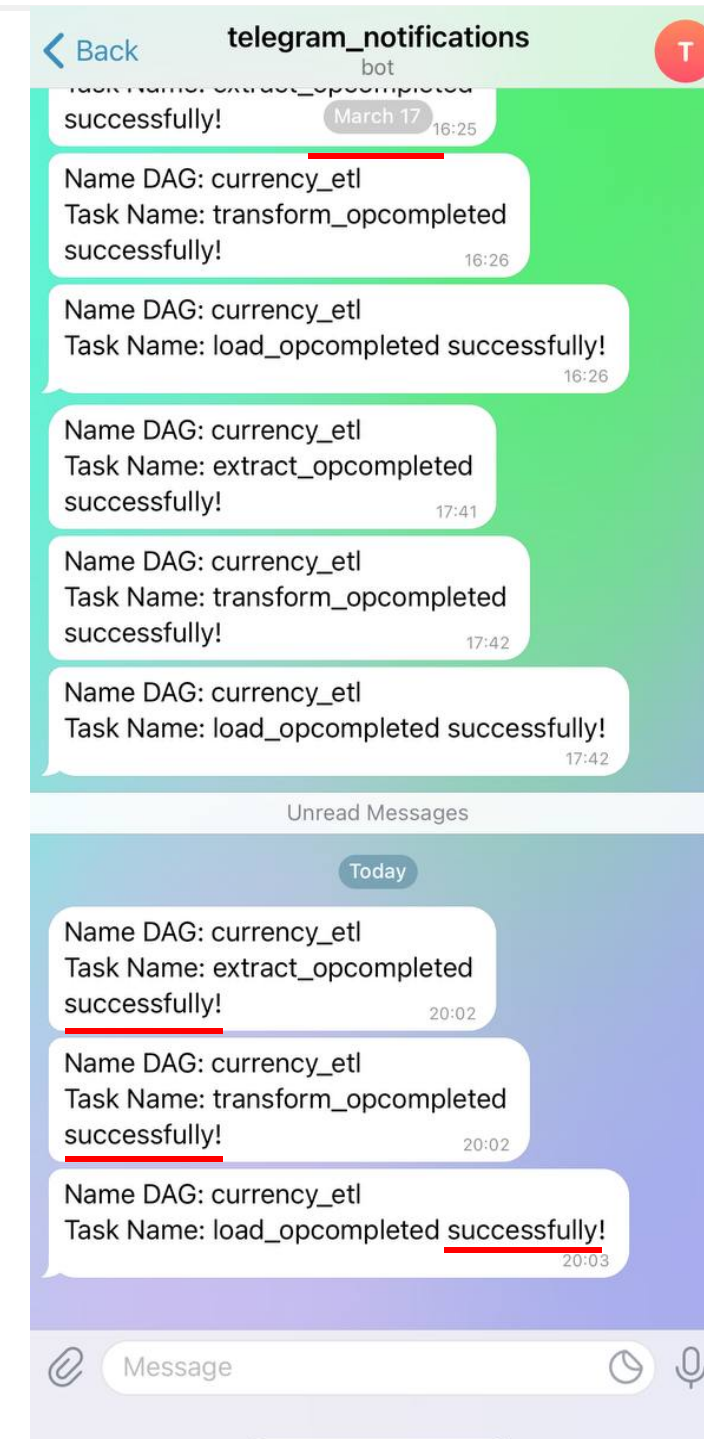 Back
telegram_notifications
T
bot
Task Name: extract_opcompleted
successfully!
March 17
16:25
Name DAG: currency_etl
Task Name: transform_opcompleted
successfully!
16:26
Name DAG: currency_etl
Task Name: load_opcompleted successfully!
16:26
Name DAG: currency_etl
Task Name: extract_opcompleted
successfully!
17:41
Name DAG: currency_etl
Task Name: transform_opcompleted
successfully!
17:42
Name DAG: currency_etl
Task Name: load_opcompleted successfully!
17:42
Unread Messages
Today
Name DAG: currency_etl
Task Name: extract_opcompleted
successfully!
20:02
Name DAG: currency_etl
Task Name: transform_opcompleted
successfully!
20:02
Name DAG: currency_etl
Task Name: load_opcompleted successfully!
20:03
Message